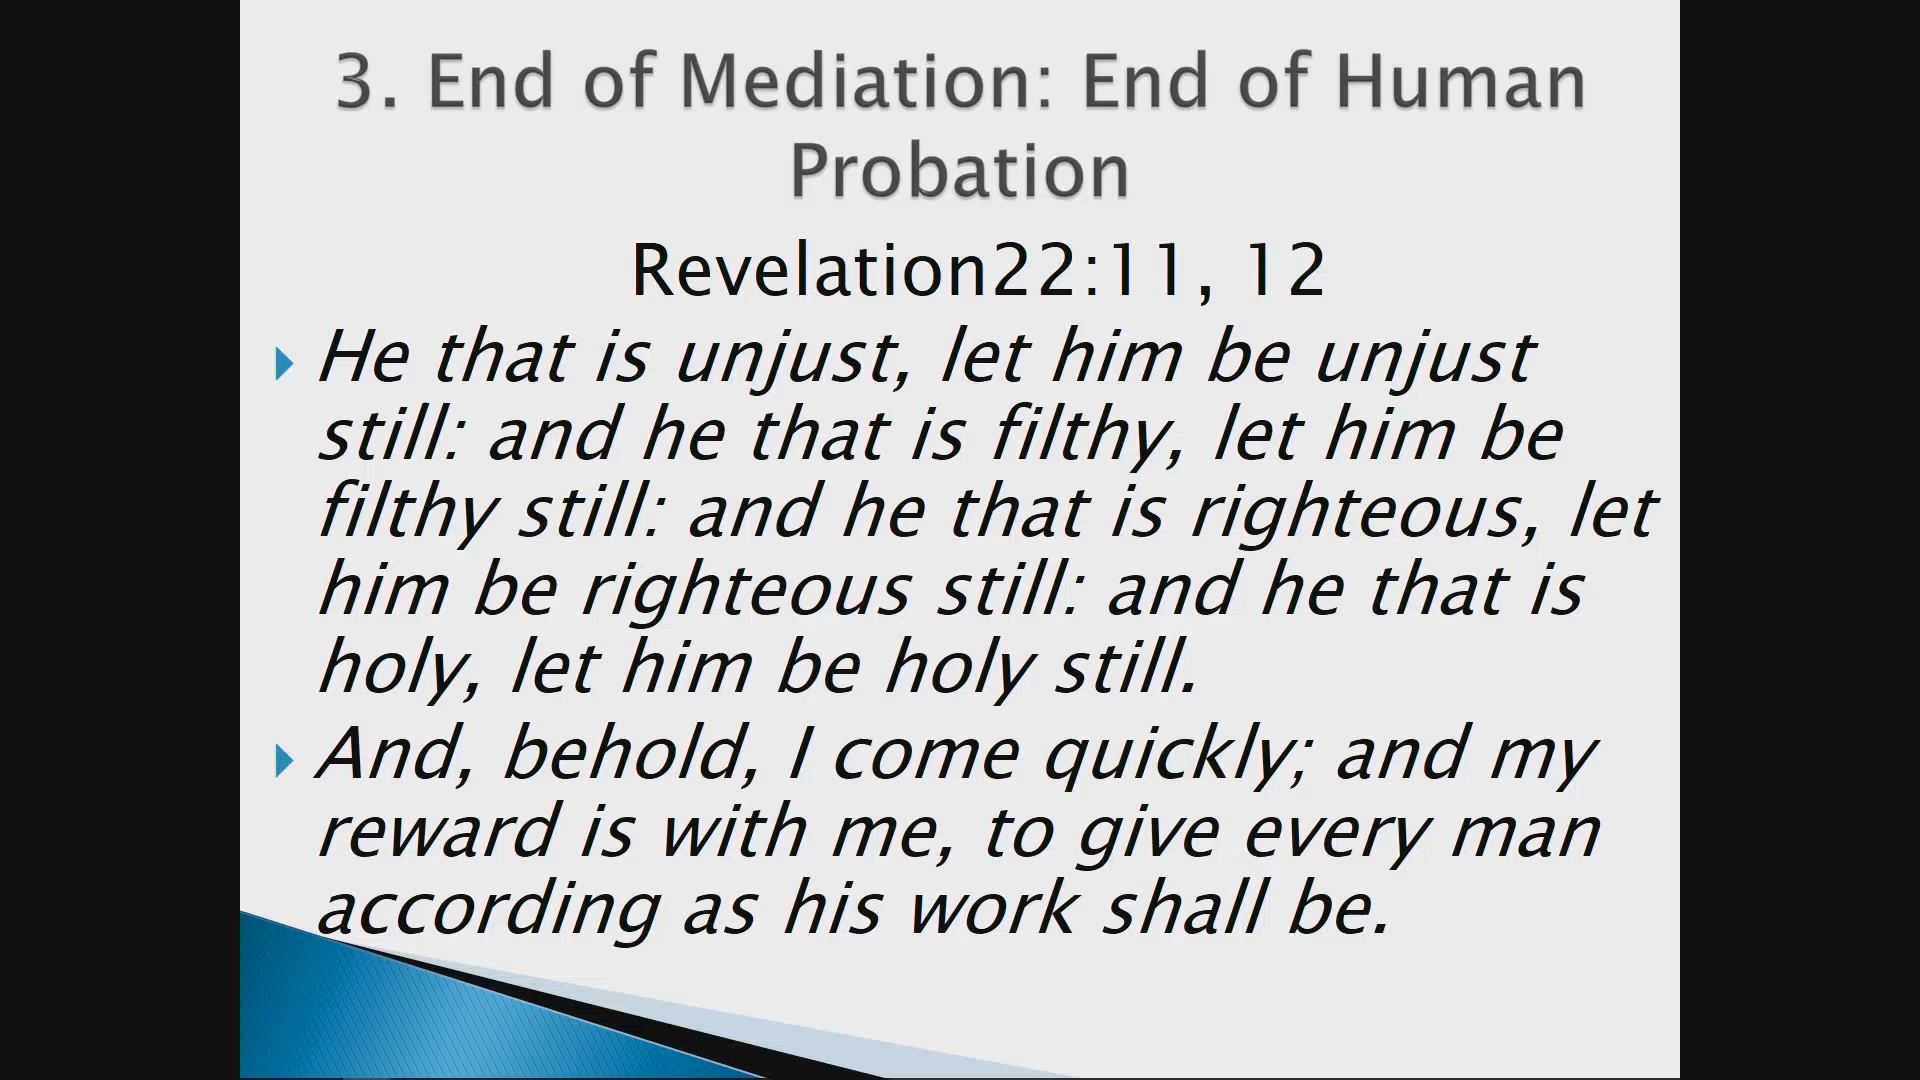 3. End of Mediation: End of Human
Probation
Revelation22:11, 12
He that is unjust, let him be unjust
still: and he that is filthy, let him be
filthy still: and he that is righteous, let
him be righteous still: and he that is
holy, let him be holy still.
And, behold, I come quickly; and my
reward is with me, to give every man
according as his work shall be.